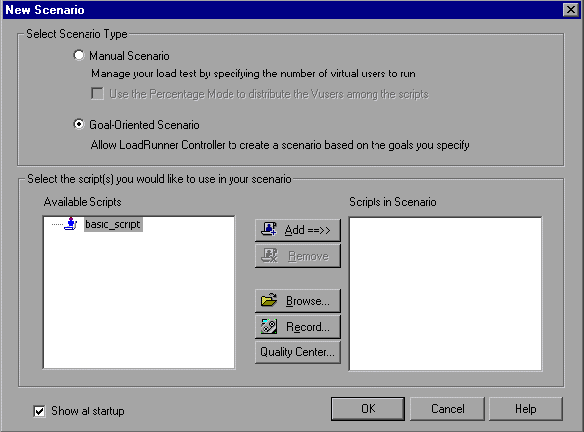 New Scenario
Select Scenario Type
Manual Scenario
Manage your load test by specifying the number of virtual users to run
Use the Percentage Mode to distribute the Vusers among the scripts
Goal-Oriented Scenario
Allow LoadRunner Controller to create a scenario based on the goals you specify
Select the script(s) you would like to use in your scenario
Available Scripts
Scripts in Scenario
basic_script
Add ==>>
Remove
Browse...
Record...
Quality Center...
Show at startup
OK
Cancel
Help